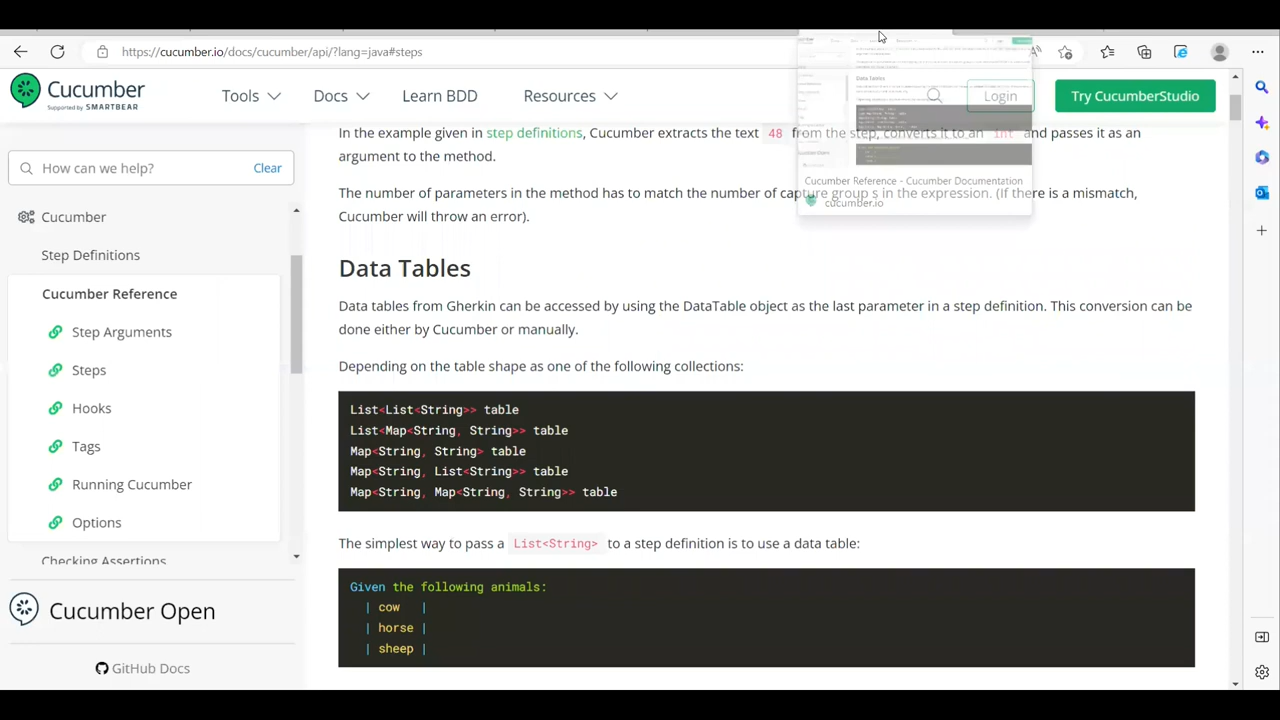 https://cucumber.io/docs/cucumber/api/?lang=java#steps
Cucumber
Supported by SMARTBEAR
Tools
Docs
Learn BDD
Resources
Login
Try CucumberStudio
How can we help?
Clear
Cucumber
Step Definitions
Cucumber Reference
Step Arguments
Steps
Hooks
Tags
Running Cucumber
Options
Checking Assertions
Cucumber Open
GitHub Docs
In the example given in step definitions, Cucumber extracts the text 48 from the step, converts it to an int and passes it as an
argument to the method.
The number of parameters in the method has to match the number of capture group s in the expression. (If there is a mismatch,
Cucumber will throw an error).
Data Tables
Data tables from Gherkin can be accessed by using the DataTable object as the last parameter in a step definition. This conversion can be
done either by Cucumber or manually.
Depending on the table shape as one of the following collections:
List<List<String>> table
List<Map<String, String>> table
Map<String, String> table
Map<String, List<String>> table
Map<String, Map<String, String>> table
The simplest way to pass a List<String> to a step definition is to use a data table:
Given the following animals:
| cow |
| horse |
| sheep |
Data Tables
Cucumber Reference - Cucumber Documentation
cucumber.io